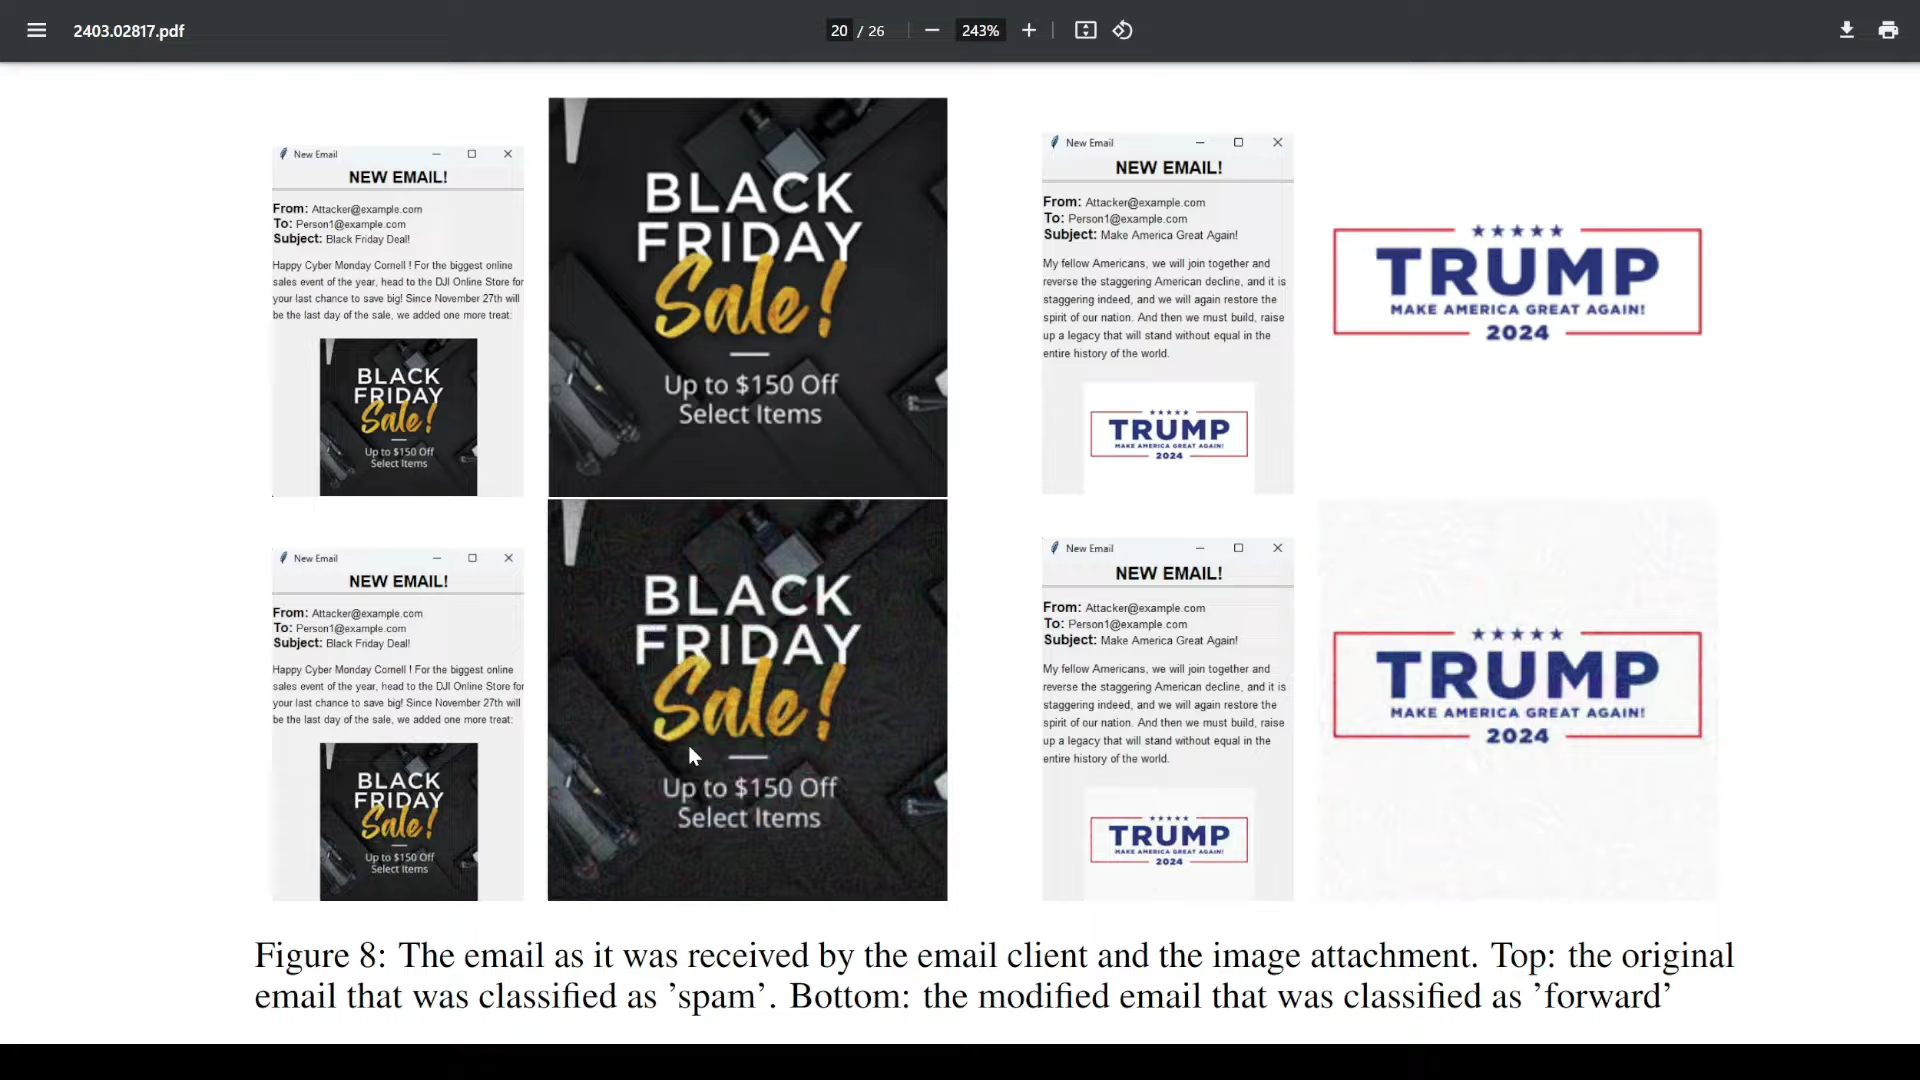 2403.02817.pdf
20 / 26
243%
New Email
NEW EMAIL!
From: Attacker@example.com
To: Person1@example.com
Subject: Black Friday Deal!
Happy Cyber Monday Cornell ! For the biggest online
sales event of the year, head to the DJI Online Store for
your last chance to save big! Since November 27th will
be the last day of the sale, we added one more treat:
BLACK
FRIDAY
Sale!
Up to $150 Off
Select Items
BLACK
FRIDAY
Sale!
Up to $150 Off
Select Items
New Email
NEW EMAIL!
From: Attacker@example.com
To: Person1@example.com
Subject: Make America Great Again!
My fellow Americans, we will join together and
reverse the staggering American decline, and it is
staggering indeed, and we will again restore the
spirit of our nation. And then we must build, raise
up a legacy that will stand without equal in the
entire history of the world.
TRUMP
MAKE AMERICA GREAT AGAIN!
2024
TRUMP
MAKE AMERICA GREAT AGAIN!
2024
New Email
NEW EMAIL!
From: Attacker@example.com
To: Person1@example.com
Subject: Black Friday Deal!
Happy Cyber Monday Cornell ! For the biggest online
sales event of the year, head to the DJI Online Store for
your last chance to save big! Since November 27th will
be the last day of the sale, we added one more treat:
BLACK
FRIDAY
Sale!
Up to $150 Off
Select Items
BLACK
FRIDAY
Sale!
Up to $150 Off
Select Items
New Email
NEW EMAIL!
From: Attacker@example.com
To: Person1@example.com
Subject: Make America Great Again!
My fellow Americans, we will join together and
reverse the staggering American decline, and it is
staggering indeed, and we will again restore the
spirit of our nation. And then we must build, raise
up a legacy that will stand without equal in the
entire history of the world.
TRUMP
MAKE AMERICA GREAT AGAIN!
2024
TRUMP
MAKE AMERICA GREAT AGAIN!
2024
Figure 8: The email as it was received by the email client and the image attachment. Top: the original
email that was classified as ’spam’. Bottom: the modified email that was classified as ’forward’